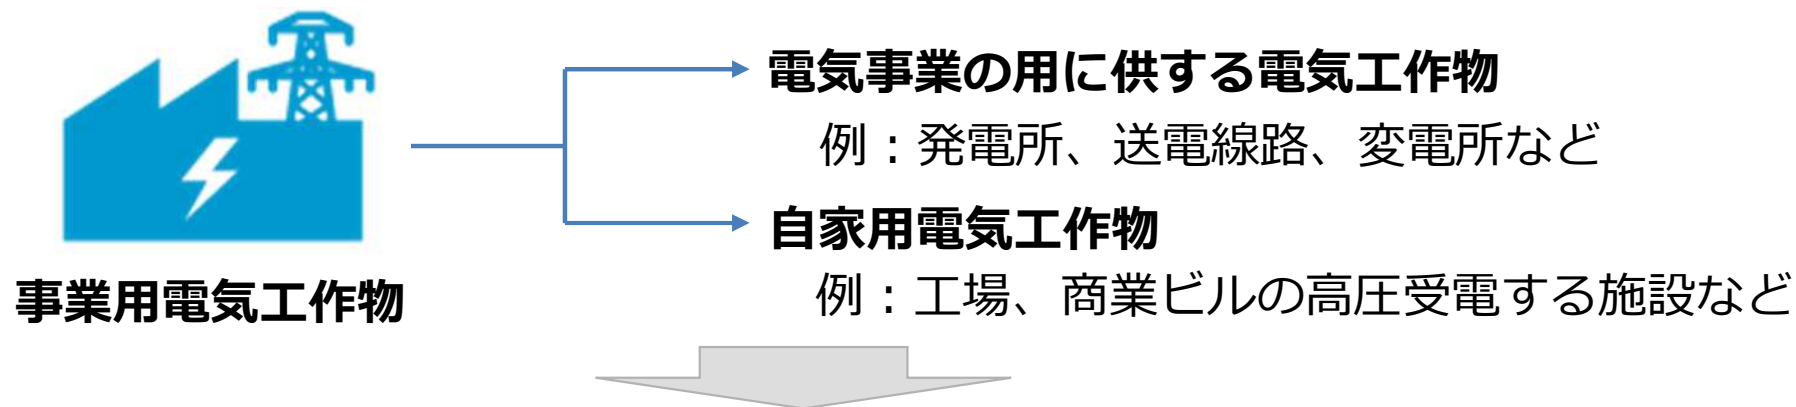 電気事業の用に供する電気工作物
例：発電所、送電線路、変電所など
自家用電気工作物
例：工場、商業ビルの高圧受電する施設など
事業用電気工作物